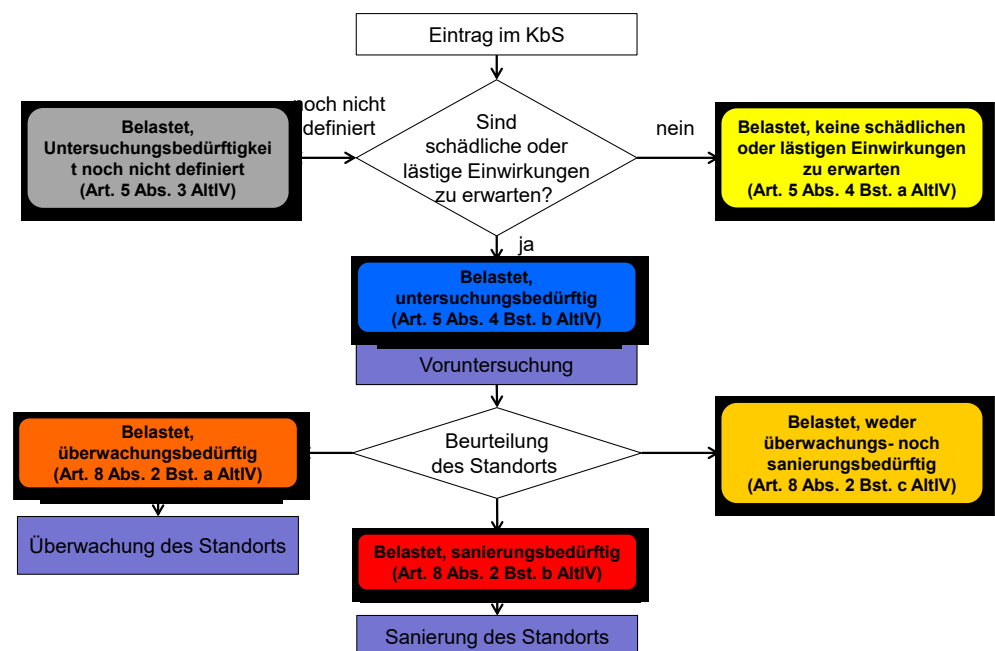 Eintrag im KbS
noch nicht
definiert
Belastet,
Untersuchungsbedürftigkei
t noch nicht definiert
(Art. 5 Abs. 3 AltlV)
Sind
schädliche oder
lästige Einwirkungen
zu erwarten?
nein
Belastet, keine schädlichen
oder lästigen Einwirkungen
zu erwarten
(Art. 5 Abs. 4 Bst. a AltlV)
ja
Belastet,
untersuchungsbedürftig
(Art. 5 Abs. 4 Bst. b AltlV)
Voruntersuchung
Belastet,
überwachungsbedürftig
(Art. 8 Abs. 2 Bst. a AltlV)
Beurteilung
des Standorts
Belastet, weder
überwachungs- noch
sanierungsbedürftig
(Art. 8 Abs. 2 Bst. c AltlV)
Überwachung des Standorts
Belastet, sanierungsbedürftig
(Art. 8 Abs. 2 Bst. b AltlV)
Sanierung des Standorts